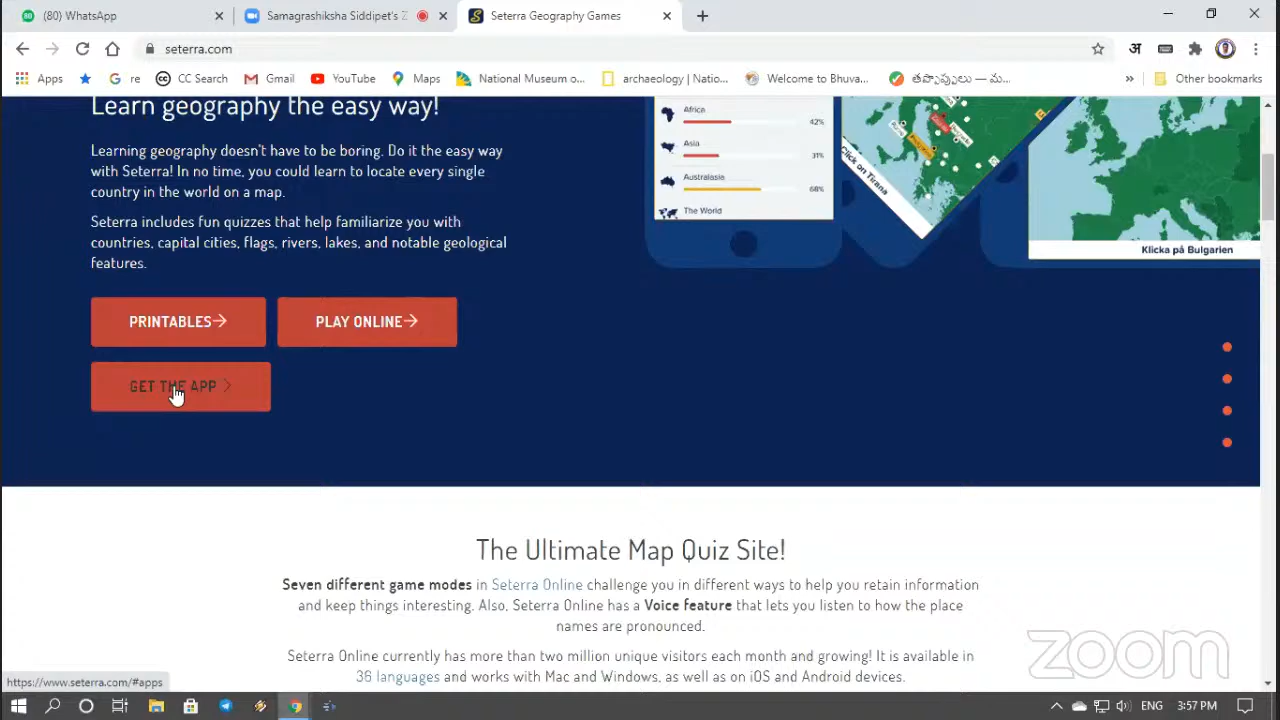 (80) WhatsApp
Samagrashiksha Siddipet's Z
Seterra Geography Games
seterra.com
Apps
re
CC Search
Gmail
YouTube
Maps
National Museum o...
archaeology | Natio...
Welcome to Bhuva...
తప్పొప్పులు — మ...
Other bookmarks
Learn geography the easy way!
Learning geography doesn't have to be boring. Do it the easy way
with Seterra! In no time, you could learn to locate every single
country in the world on a map.
Seterra includes fun quizzes that help familiarize you with
countries, capital cities, flags, rivers, lakes, and notable geological
features.
PRINTABLES
PLAY ONLINE
GET THE APP
Africa
42%
Asia
31%
Australasia
68%
The World
Click on Tirana
Klicka på Bulgarien
The Ultimate Map Quiz Site!
Seven different game modes in Seterra Online challenge you in different ways to help you retain information
and keep things interesting. Also, Seterra Online has a Voice feature that lets you listen to how the place
names are pronounced.
Seterra Online currently has more than two million unique visitors each month and growing! It is available in
36 languages and works with Mac and Windows, as well as on iOS and Android devices.
zoom
https://www.seterra.com/#apps
ENG
3:57 PM